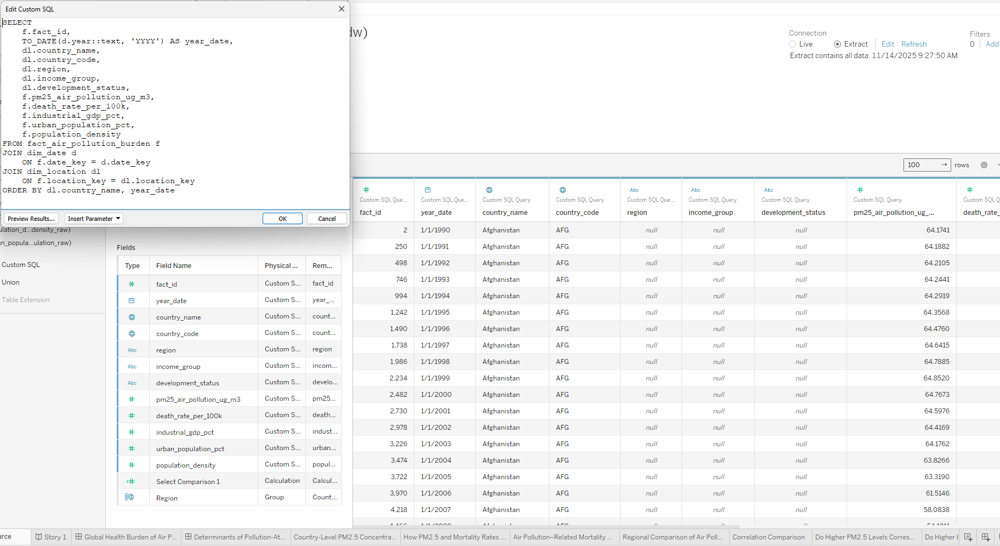 Edit Custom SQL
SELECT
f.fact_id,
TO_DATE(d.year::text, 'YYYY') AS year_date,
dl.country_name,
dl.country_code,
dl.region,
dl.income_group,
dl.development_status,
f.pm25_air_pollution_ug_m3,
f.death_rate_per_100k,
f.industrial_gdp_pct,
f.urban_population_pct,
f.population_density
FROM fact_air_pollution_burden f
JOIN dim_date d
ON f.date_key = d.date_key
JOIN dim_location dl
ON f.location_key = dl.location_key
ORDER BY dl.country_name, year_date
Preview Results... Insert Parameter OK Cancel
dw)
Connection
Live Extract Edit Refresh
Extract contains all data. 11/14/2025 9:27:50 AM
Filters
0 Add
ulation_d...density_raw)
n_popula...ulation_raw)
Custom SQL
Union
Table Extension
Fields
Type Field Name Physical ... Rem...
fact_id Custom S... fact_id
year_date Custom S... year_...
country_name Custom S... count...
country_code Custom S... count...
Abc region Custom S... region
Abc income_group Custom S... incom...
Abc development_status Custom S... develo...
pm25_air_pollution_ug_m3 Custom S... pm25...
death_rate_per_100k Custom S... death...
industrial_gdp_pct Custom S... indust...
urban_population_pct Custom S... urban...
population_density Custom S... popul...
=# Select Comparison 1 Calculation Calcul...
Region Group Count...
100 → rows
# # Abc Abc Abc # #
Custom SQL Que... Custom SQL Que... Custom SQL Query Custom SQL Query Custom SQL Que... Custom SQL Query Custom SQL Query Custom SQL Query Custom SQL Q
fact_id year_date country_name country_code region income_group development_status pm25_air_pollution_ug_... death_rate_
2 1/1/1990 Afghanistan AFG null null null 64.1741
250 1/1/1991 Afghanistan AFG null null null 64.1882
498 1/1/1992 Afghanistan AFG null null null 64.2105
746 1/1/1993 Afghanistan AFG null null null 64.2441
994 1/1/1994 Afghanistan AFG null null null 64.2919
1,242 1/1/1995 Afghanistan AFG null null null 64.3568
1,490 1/1/1996 Afghanistan AFG null null null 64.4760
1,738 1/1/1997 Afghanistan AFG null null null 64.6415
1,986 1/1/1998 Afghanistan AFG null null null 64.7885
2,234 1/1/1999 Afghanistan AFG null null null 64.8520
2,482 1/1/2000 Afghanistan AFG null null null 64.7673
2,730 1/1/2001 Afghanistan AFG null null null 64.5976
2,978 1/1/2002 Afghanistan AFG null null null 64.4169
3,226 1/1/2003 Afghanistan AFG null null null 64.1762
3,474 1/1/2004 Afghanistan AFG null null null 63.8266
3,722 1/1/2005 Afghanistan AFG null null null 63.3190
3,970 1/1/2006 Afghanistan AFG null null null 61.5146
4,218 1/1/2007 Afghanistan AFG null null null 58.0838
urce Story 1 Global Health Burden of Air P... Determinants of Pollution-At... Country-Level PM2.5 Concentra... How PM2.5 and Mortality Rates ... Air Pollution–Related Mortality ... Regional Comparison of Air Poll... Correlation Comparison Do Higher PM2.5 Levels Corres... Do Higher